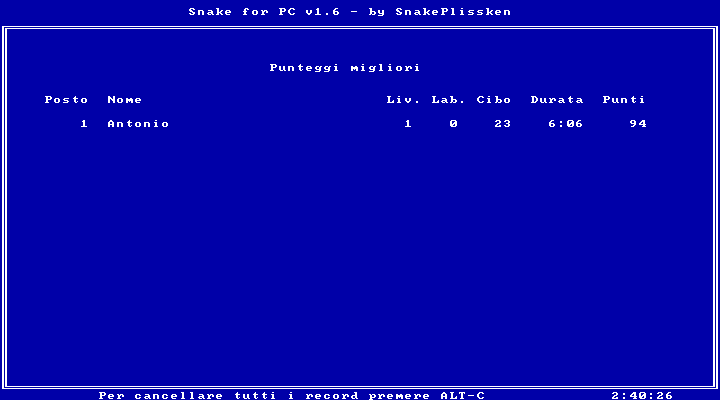 Snake for PC v1.6 - by SnakePlissken
Punteggi migliori
Posto Nome Liv. Lab. Cibo Durata Punti
1 Antonio 1 0 23 6:06 94
Per cancellare tutti i record premere ALT-C 2:40:26